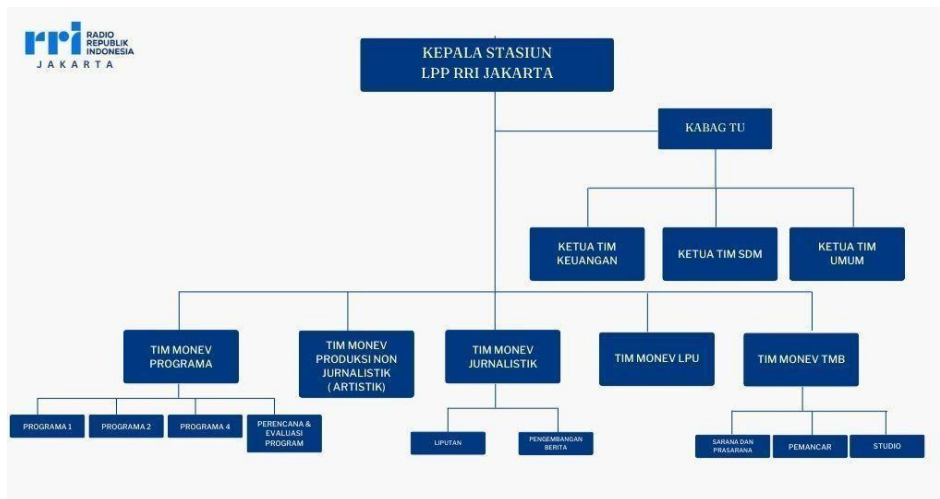 rri RADIO
REPUBLIK
INDONESIA
JAKARTA
KEPALA STASIUN
LPP RRI JAKARTA
KABAG TU
KETUA TIM
KEUANGAN
KETUA TIM SDM
KETUA TIM
UMUM
TIM MONEV
PROGRAMA
TIM MONEV
PRODUKSI NON
JURNALISTIK
( ARTISTIK)
TIM MONEV
JURNALISTIK
TIM MONEV LPU
TIM MONEV TMB
PROGRAMA 1
PROGRAMA 2
PROGRAMA 4
PERENCANA &
EVALUASI
PROGRAM
LIPUTAN
PENGEMBANGAN
BERITA
SARANA DAN
PRASARANA
PEMANCAR
STUDIO